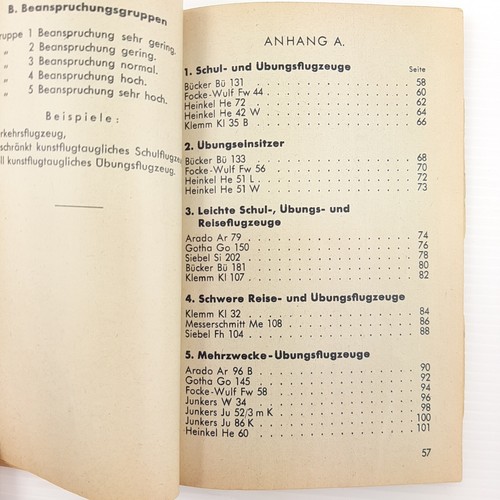 B. Beanspruchungsgruppen
ruppe 1 Beanspruchung sehr gering.
„ 2 Beanspruchung gering.
„ 3 Beanspruchung normal.
„ 4 Beanspruchung hoch.
„ 5 Beanspruchung sehr hoch.
Beispiele:
erkehrsflugzeug,
schränkt kunstflugtaugliches Schulflugze
ll kunstflugtaugliches Übungsflugzeug.
ANHANG A.
1. Schul- und Übungsflugzeuge Seite
Bücker Bü 131 . . . . . . . . . . . . 58
Focke-Wulf Fw 44 . . . . . . . . . . . . 60
Heinkel He 72 . . . . . . . . . . . . 62
Heinkel He 42 W . . . . . . . . . . . . 64
Klemm Kl 35 B . . . . . . . . . . . . 66
2. Übungseinsitzer
Bücker Bü 133 . . . . . . . . . . . . 68
Focke-Wulf Fw 56 . . . . . . . . . . . . 70
Heinkel He 51 L . . . . . . . . . . . . 72
Heinkel He 51 W . . . . . . . . . . . . 73
3. Leichte Schul-, Übungs- und
Reiseflugzeuge
Arado Ar 79 . . . . . . . . . . . . 74
Gotha Go 150 . . . . . . . . . . . . 76
Siebel Si 202 . . . . . . . . . . . . 78
Bücker Bü 181 . . . . . . . . . . . . 80
Klemm Kl 107 . . . . . . . . . . . . 82
4. Schwere Reise- und Übungsflugzeuge
Klemm Kl 32 . . . . . . . . . . . . 84
Messerschmitt Me 108 . . . . . . . . . . . . 86
Siebel Fh 104 . . . . . . . . . . . . 88
5. Mehrzwecke-Übungsflugzeuge
Arado Ar 96 B . . . . . . . . . . . . 90
Gotha Go 145 . . . . . . . . . . . . 92
Focke-Wulf Fw 58 . . . . . . . . . . . . 94
Junkers W 34 . . . . . . . . . . . . 96
Junkers Ju 52/3 m K . . . . . . . . . . . . 98
Junkers Ju 86 K . . . . . . . . . . . . 100
Heinkel He 60 . . . . . . . . . . . . 101
57